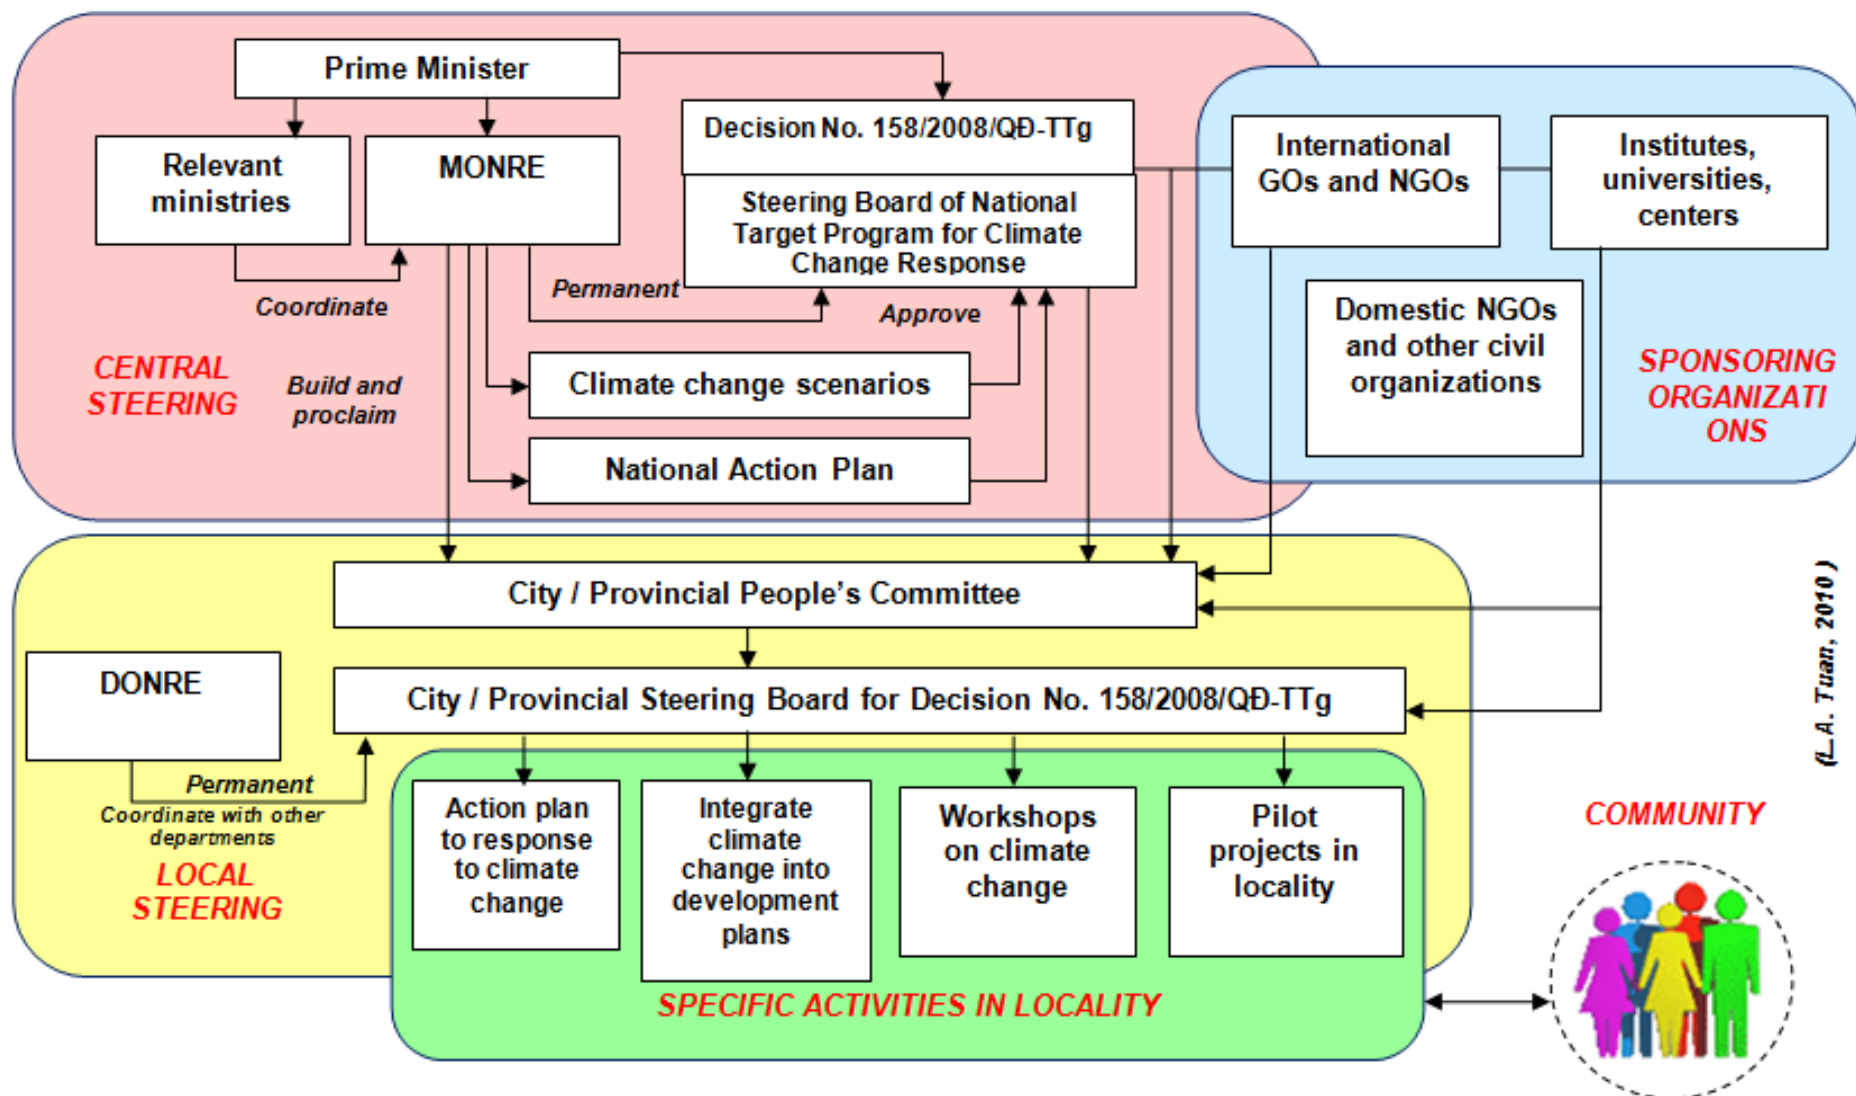 Prime Minister
Decision No. 158/2008/QĐ-TTg
Relevant
ministries
MONRE
Steering Board of National
Target Program for Climate
Change Response
International
GOs and NGOs
Institutes,
universities,
centers
Coordinate
Permanent
Approve
Domestic NGOs
and other civil
organizations
CENTRAL
STEERING
Build and
proclaim
Climate change scenarios
National Action Plan
SPONSORING
ORGANIZATI
ONS
City / Provincial People's Committee
DONRE
City / Provincial Steering Board for Decision No. 158/2008/QĐ-TTg
Permanent
Coordinate with other
departments
LOCAL
STEERING
Action plan
to response
to climate
change
Integrate
climate
change into
development
plans
Workshops
on climate
change
Pilot
projects in
locality
SPECIFIC ACTIVITIES IN LOCALITY
COMMUNITY
(L.A. Tuan, 2010 )